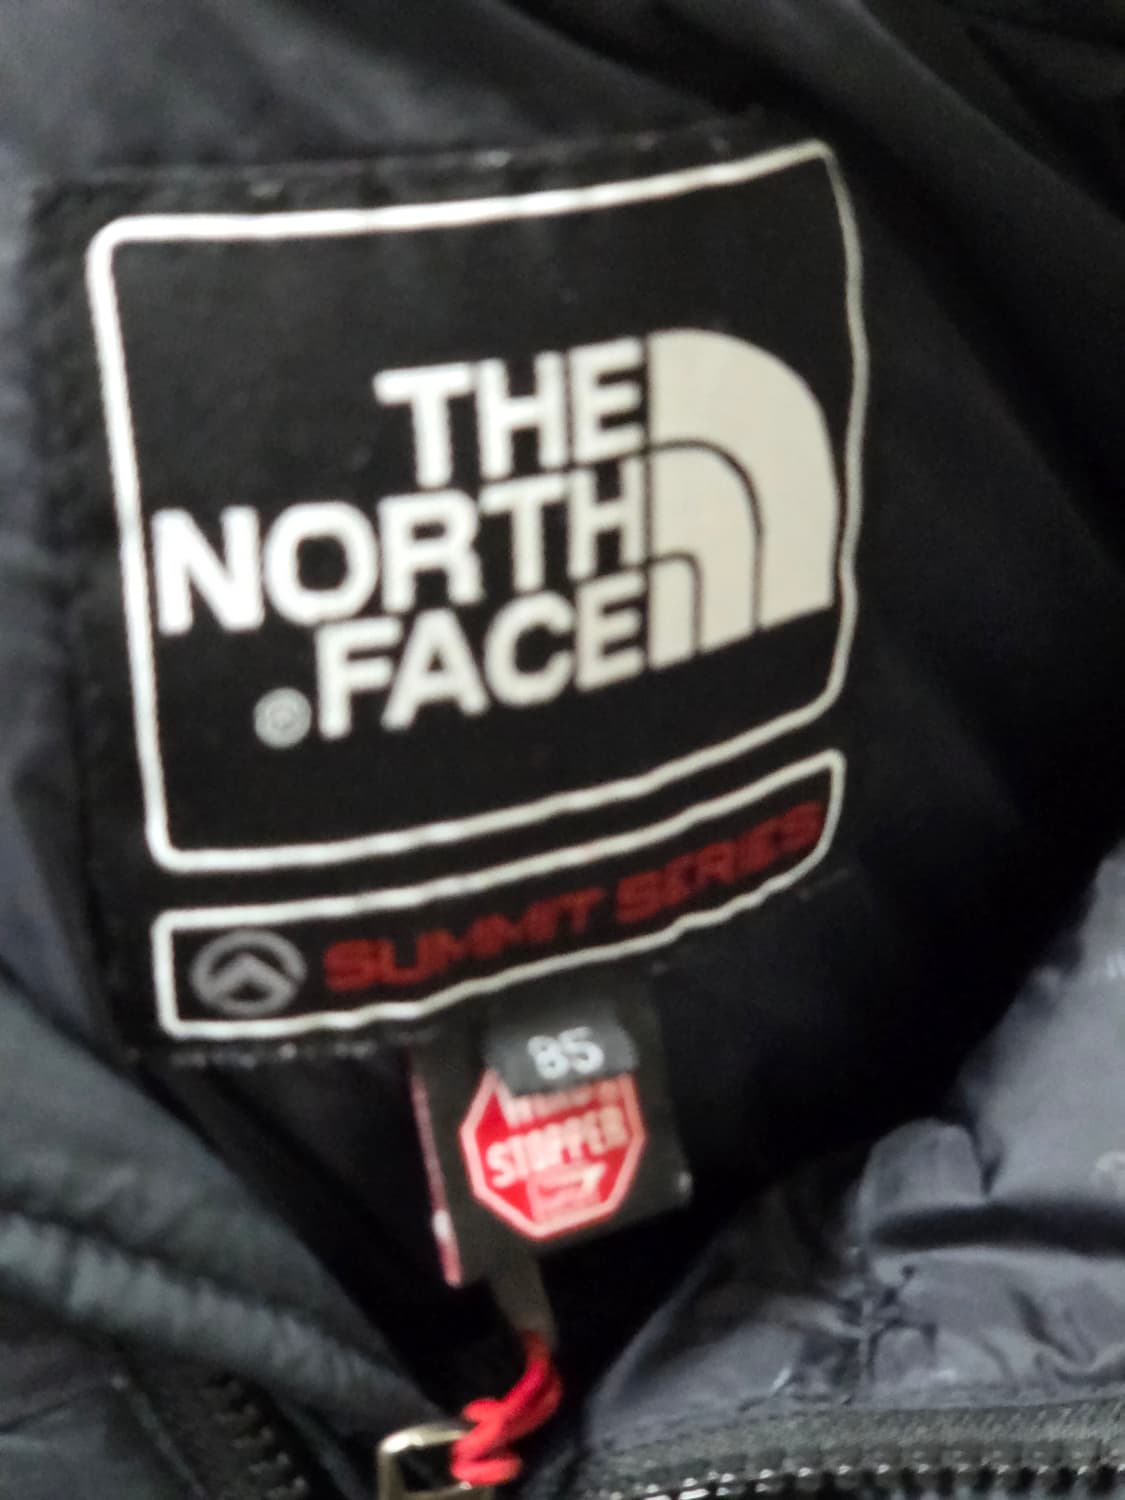 THE
NORTH
FACE
®
SUMMIT SERIES
85
STOPPER